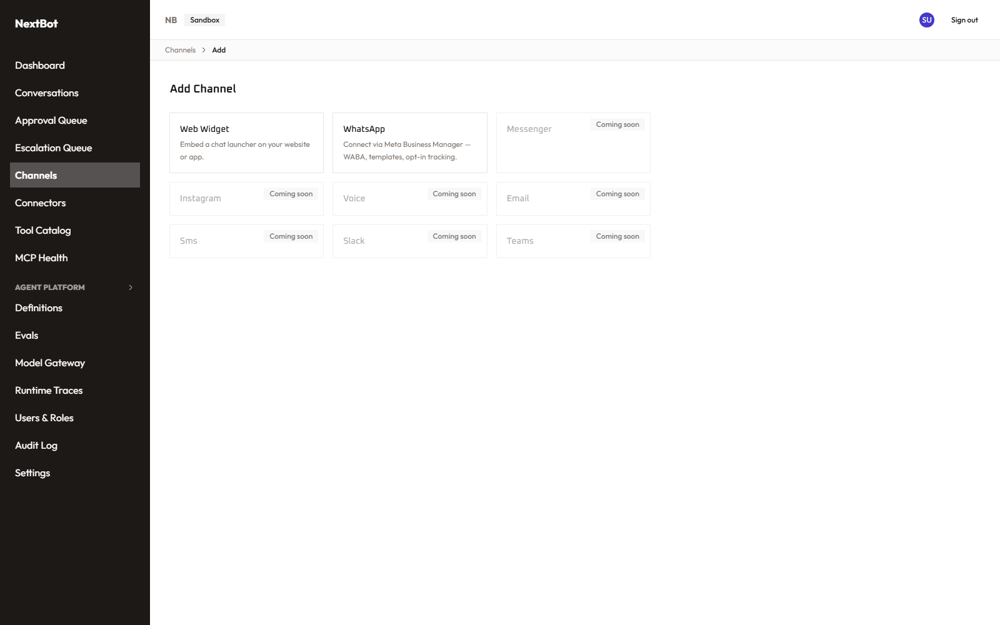 NextBot
Dashboard
Conversations
Approval Queue
Escalation Queue
Channels
Connectors
Tool Catalog
MCP Health
AGENT PLATFORM
Definitions
Evals
Model Gateway
Runtime Traces
Users & Roles
Audit Log
Settings
NB Sandbox
SU Sign out
Channels Add
Add Channel
Web Widget
Embed a chat launcher on your website
or app.
WhatsApp
Connect via Meta Business Manager —
WABA, templates, opt-in tracking.
Messenger Coming soon
Instagram Coming soon
Voice Coming soon
Email Coming soon
Sms Coming soon
Slack Coming soon
Teams Coming soon